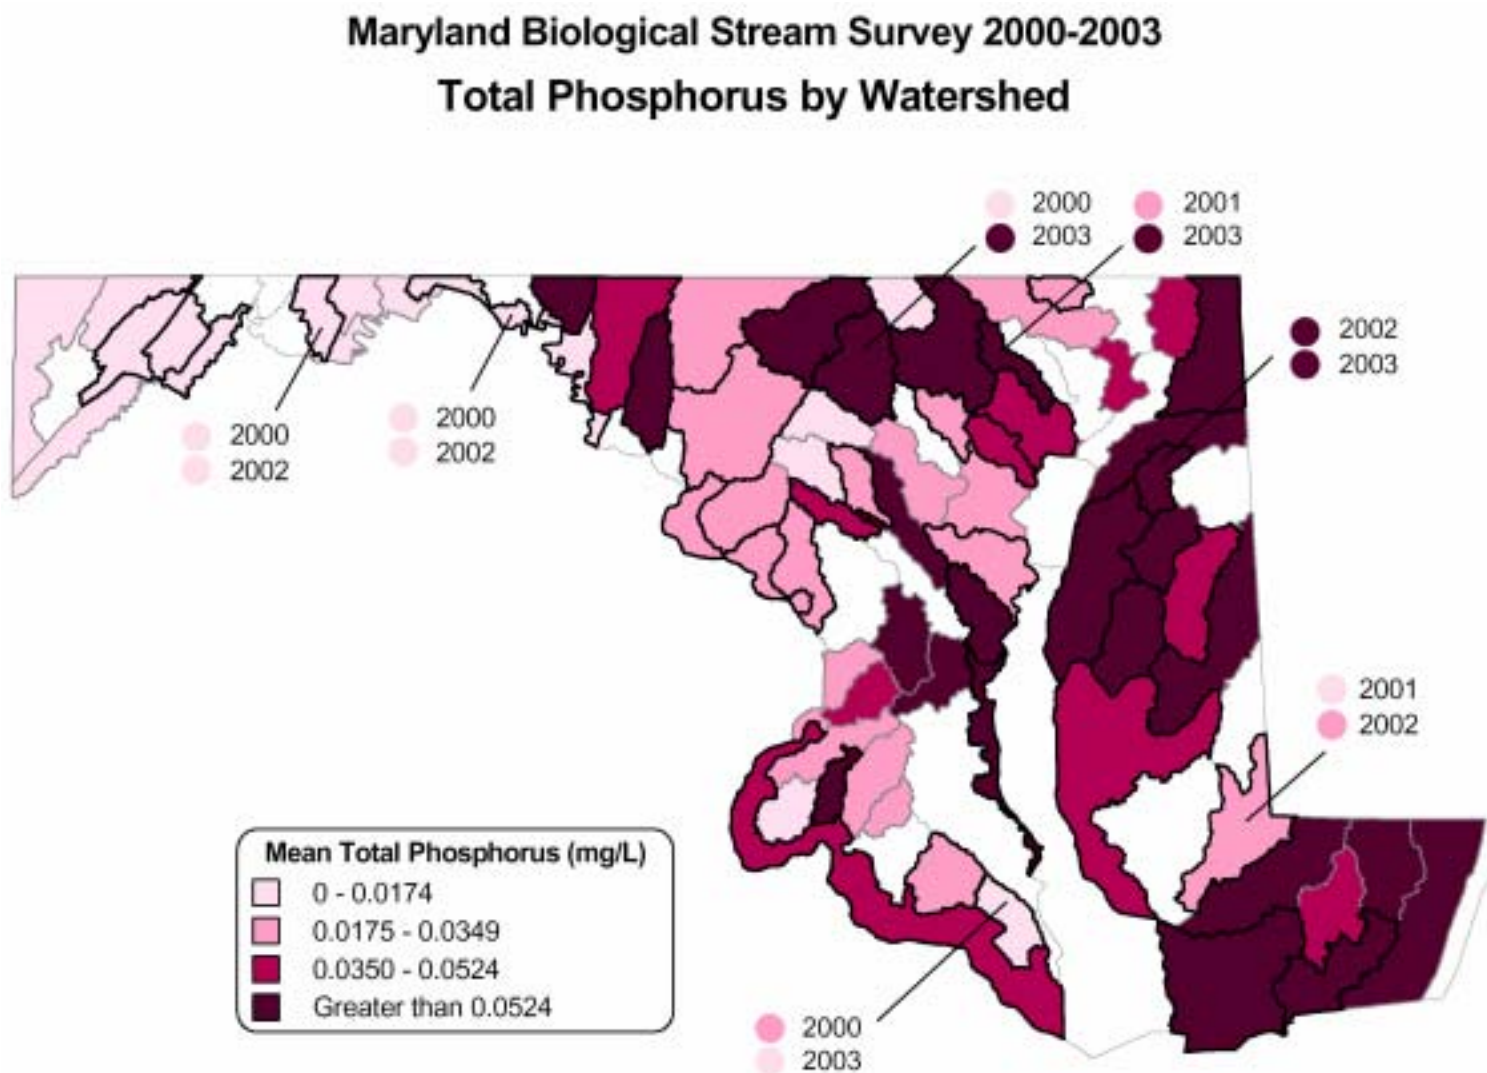 Maryland Biological Stream Survey 2000-2003
Total Phosphorus by Watershed
2000
2003
2001
2003
2002
2003
2000
2002
2000
2002
2001
2002
Mean Total Phosphorus (mg/L)
0 - 0.0174
0.0175 - 0.0349
0.0350 - 0.0524
Greater than 0.0524
2000
2003